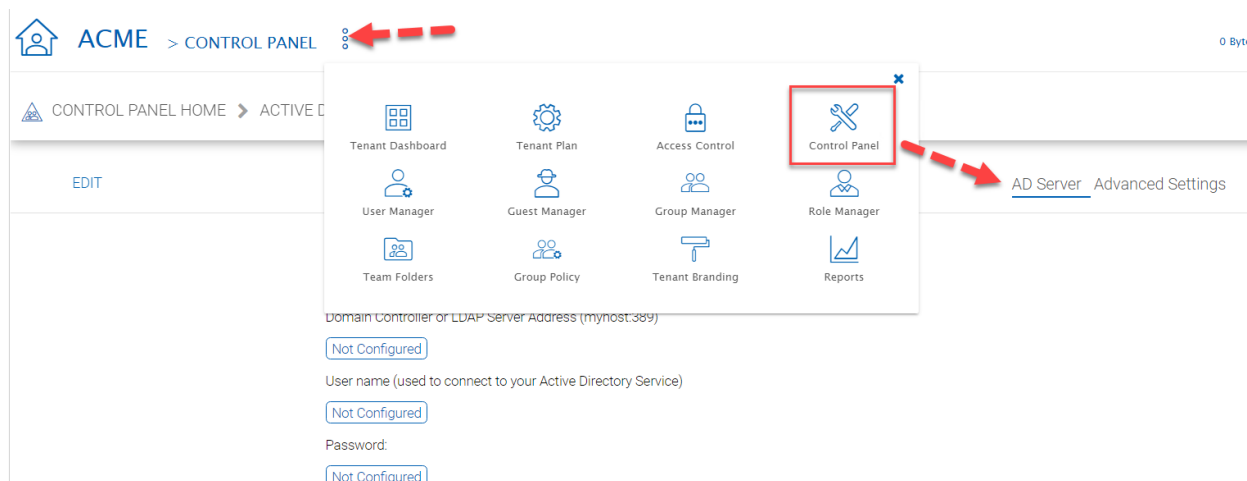 ACME > CONTROL PANEL
0 Byt
CONTROL PANEL HOME > ACTIVE D
Tenant Dashboard Tenant Plan Access Control Control Panel
EDIT
AD Server Advanced Settings
User Manager Guest Manager Group Manager Role Manager
Team Folders Group Policy Tenant Branding Reports
Domain Controller or LDAP Server Address (myhost:389)
Not Configured
User name (used to connect to your Active Directory Service)
Not Configured
Password:
Not Configured